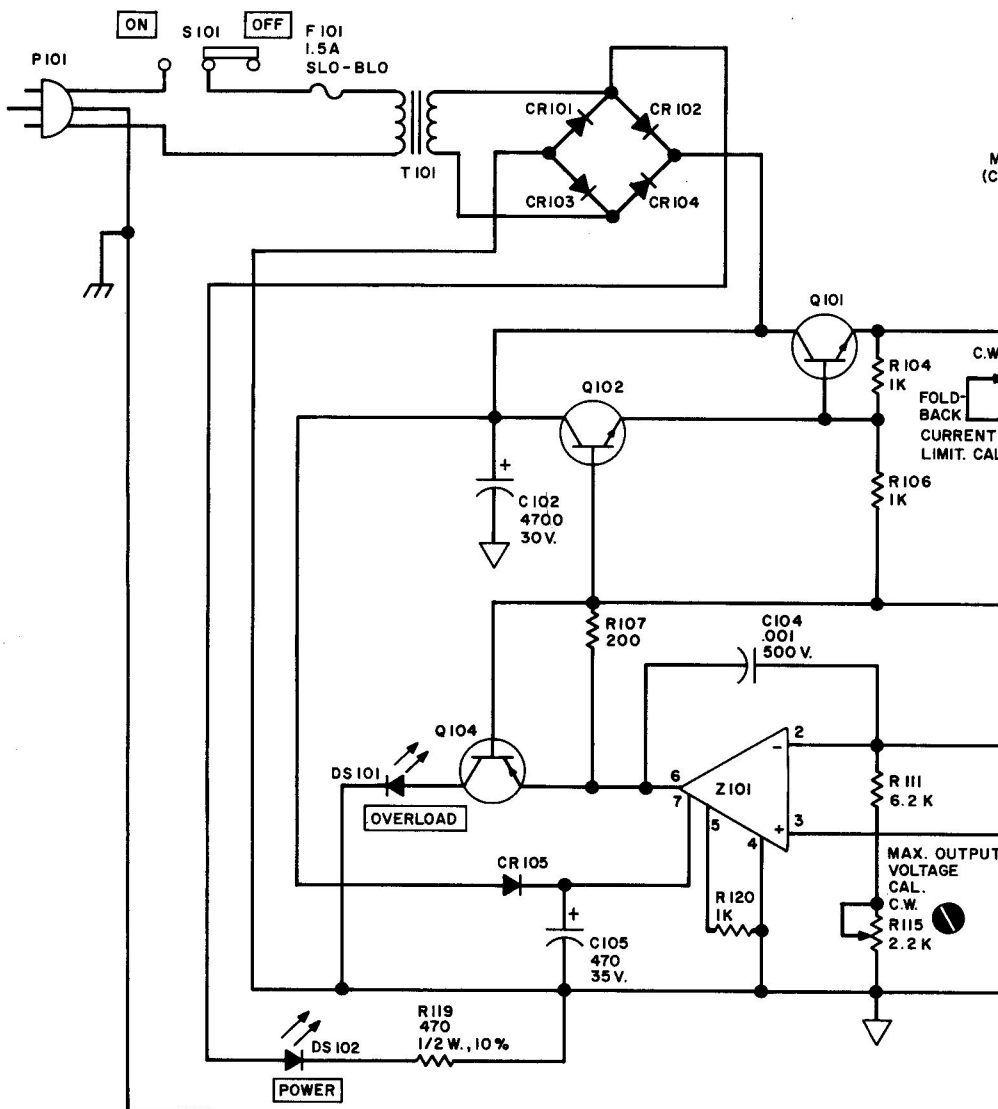 ON
S101
OFF
F101
1.5A
SLO-BLO
P101
T101
CR101
CR102
CR103
CR104
M
(C
Q101
C.W
R104
1K
FOLD-
BACK
CURRENT
LIMIT. CAL
Q102
+
C102
4700
30V.
R106
1K
R107
200
C104
.001
500V.
Q104
DS101
OVERLOAD
6
7
Z101
2
-
5
4
+
3
R111
6.2K
CR105
+
C105
470
35V.
R120
1K
MAX. OUTPUT
VOLTAGE
CAL.
C.W.
R115
2.2K
R119
470
1/2W.,10%
DS102
POWER